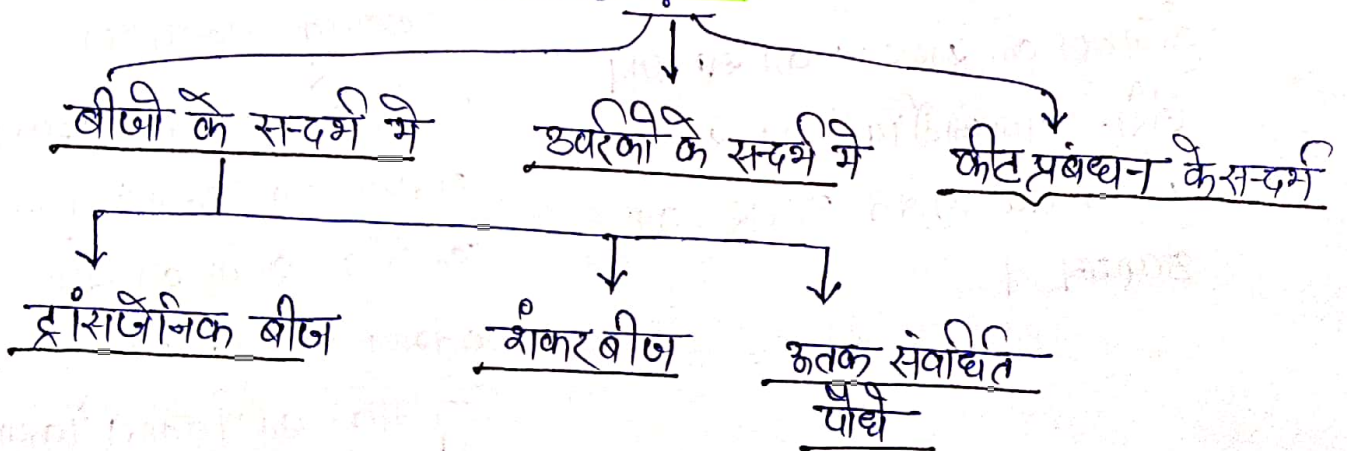 बीजो के सन्दर्भ मे
उर्वरको के सन्दर्भ मे
कीट प्रबंधन के सन्दर्भ
ट्रांसजेनिक बीज
शंकर बीज
ऊतक संवर्धित
पौधे